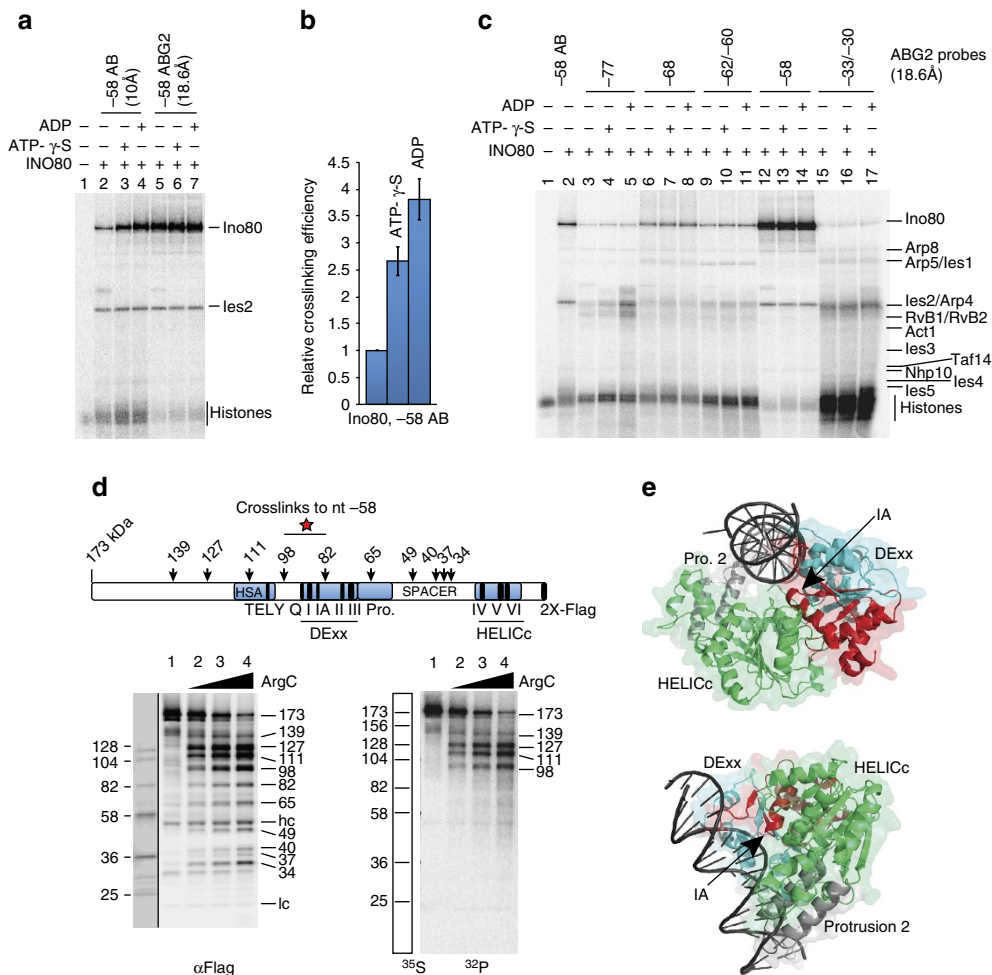 a
–58 AB
(10Å)
–58 ABG2
(18.6Å)
– – – + – – + ADP
– – + – – + – ATP- γ-S
– + + + + + + INO80
1 2 3 4 5 6 7
Ino80
Ies2
Histones
b
Relative crosslinking efficiency
4.5
4
3.5
3
2.5
2
1.5
1
0.5
0
ATP- γ-S
ADP
Ino80, –58 AB
c
–58 AB
–77
–68
–62/–60
–58
–33/–30
ABG2 probes
(18.6Å)
ADP – – – – + – – + – – + – – + – – +
ATP- γ-S – – – + – – + – – + – – + – – + –
INO80 – + + + + + + + + + + + + + + + +
1 2 3 4 5 6 7 8 9 10 11 12 13 14 15 16 17
Ino80
Arp8
Arp5/Ies1
Ies2/Arp4
RvB1/RvB2
Act1
Ies3
Taf14
Nhp10
Ies4
Ies5
Histones
d
Crosslinks to nt –58
173 kDa
139
127
111
98
82
65
49
40
37
34
HSA
SPACER
TELY Q I IA II III Pro.
IV V VI
2X-Flag
DExx
HELICc
1 2 3 4
ArgC
128
104
82
58
36
25
173
139
127
111
98
82
65
hc
49
40
37
34
lc
αFlag
1 2 3 4
ArgC
173
156
128
104
82
58
36
25
173
139
127
111
98
³⁵S
³²P
e
IA
Pro. 2
DExx
HELICc
DExx
HELICc
IA
Protrusion 2